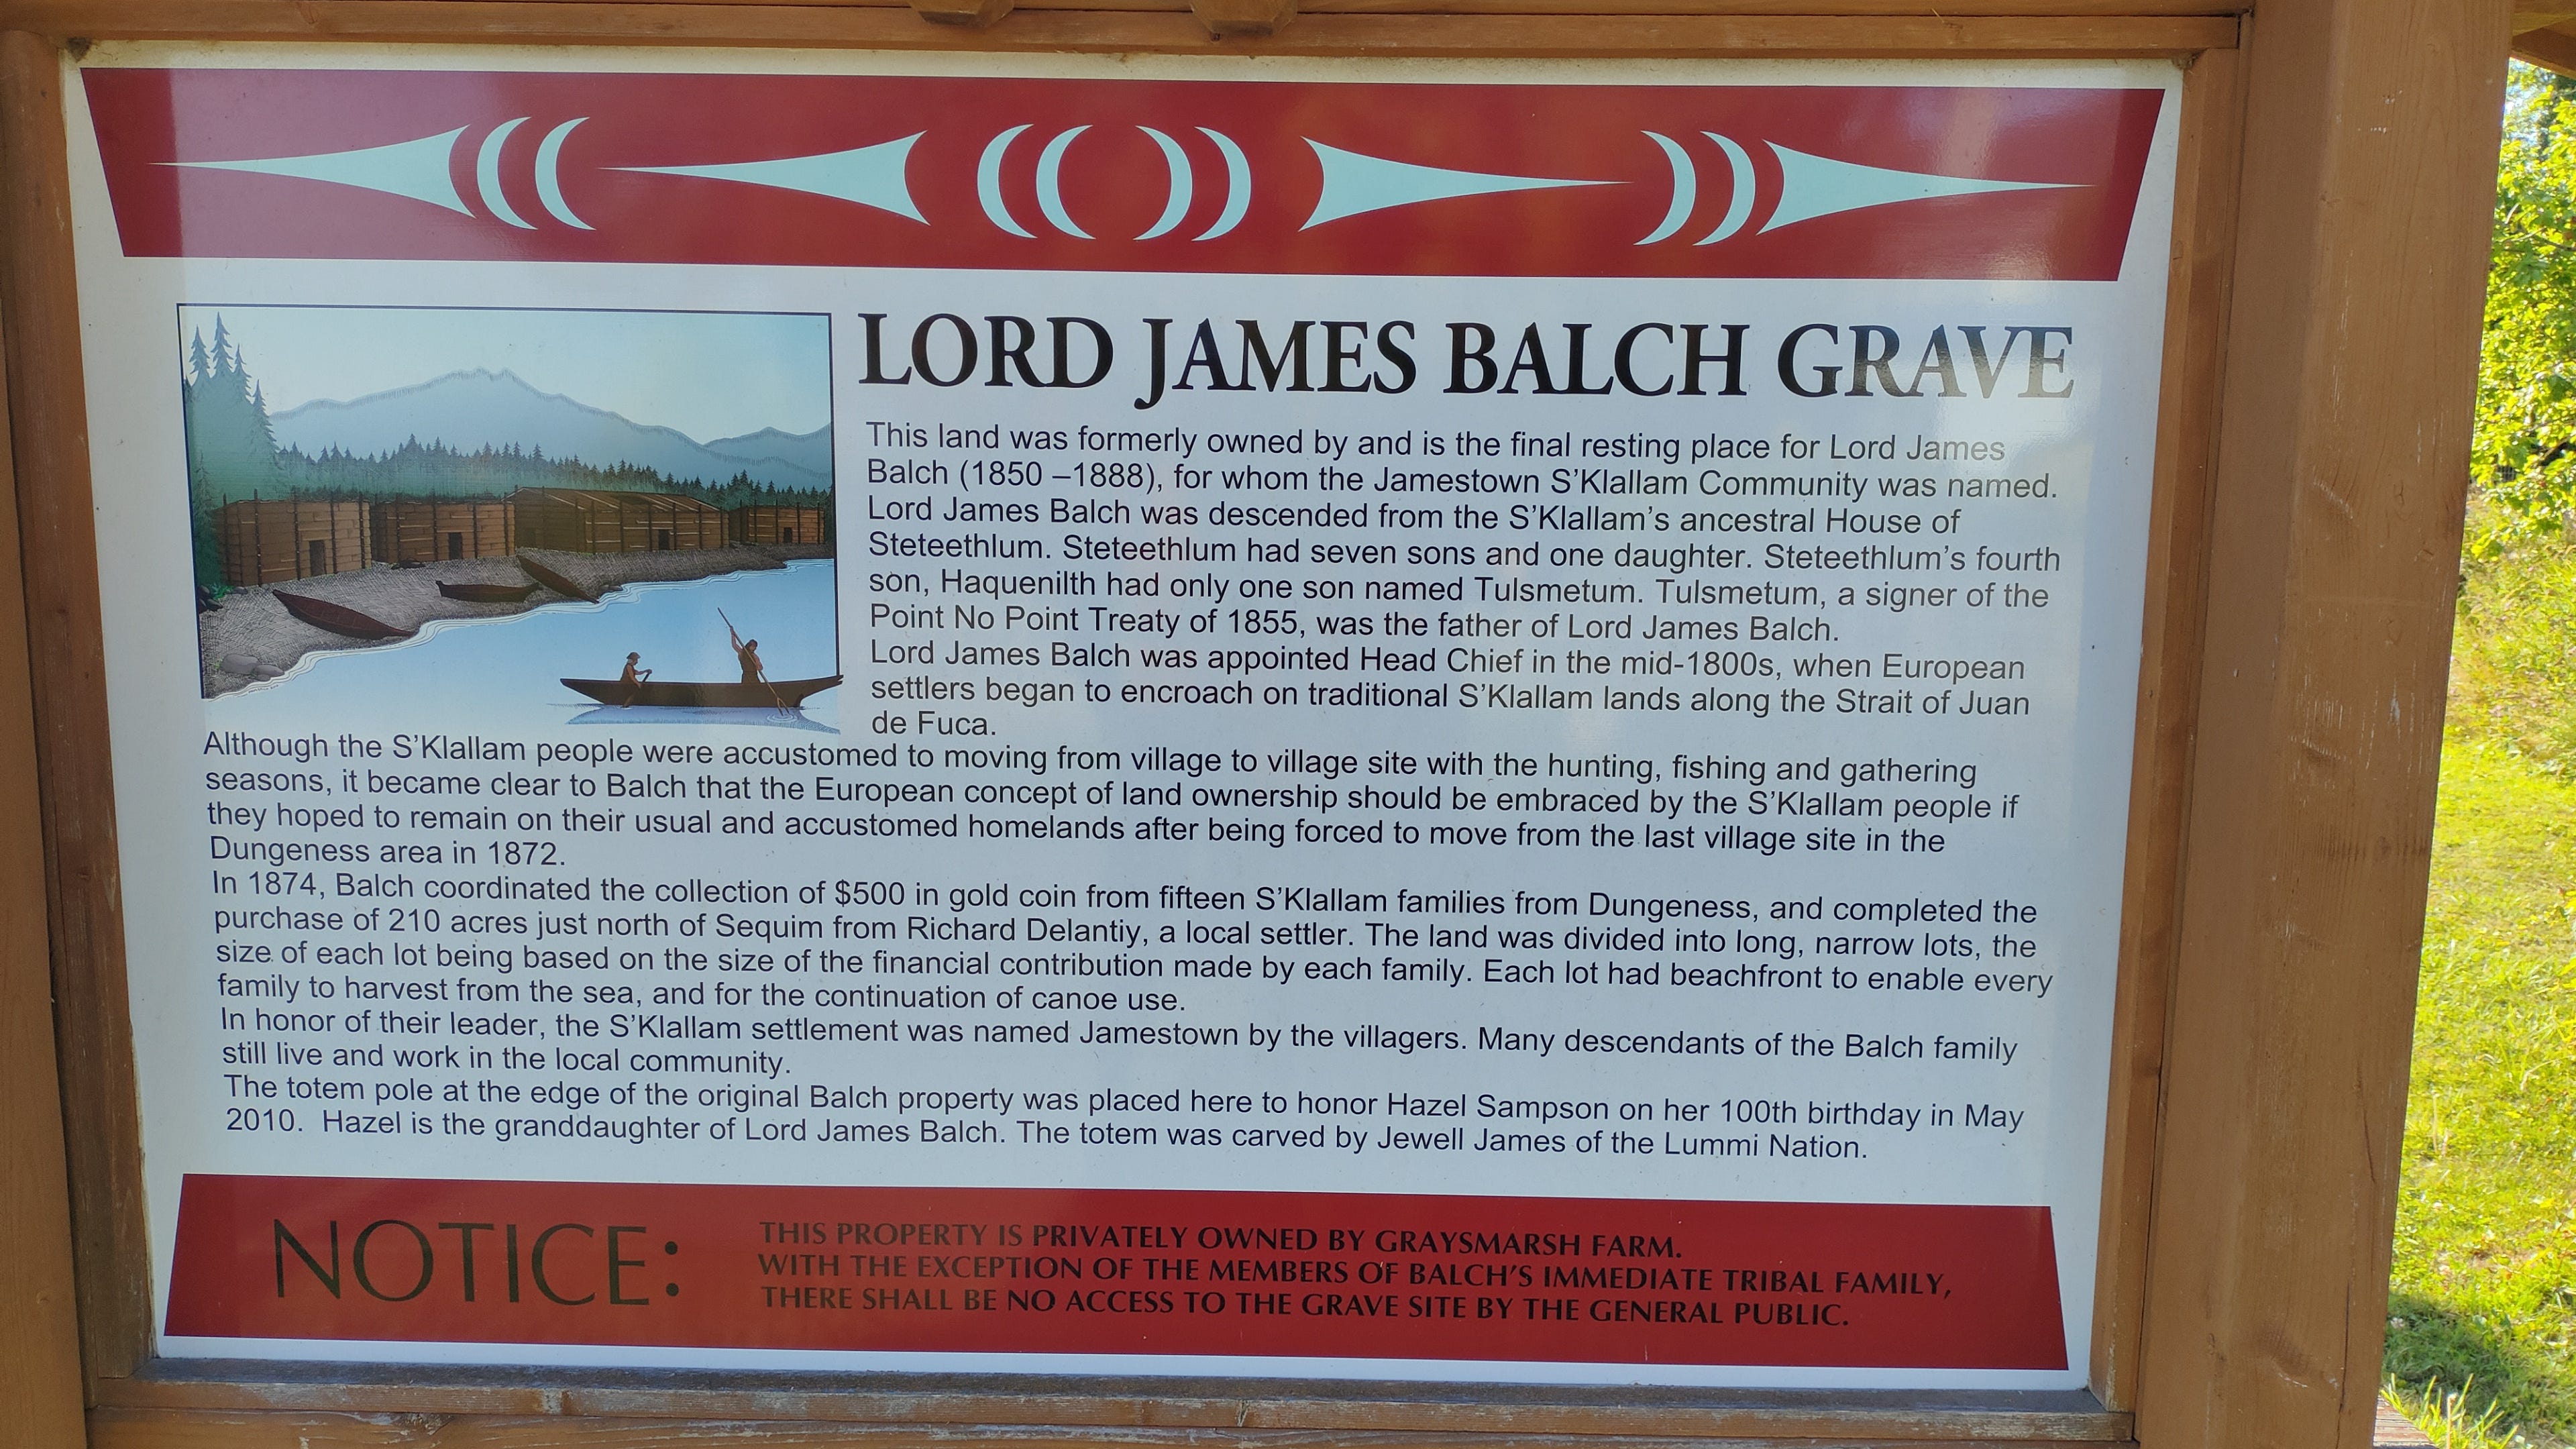 LORD JAMES BALCH GRAVE
This land was formerly owned by and is the final resting place for Lord James
Balch (1850 –1888), for whom the Jamestown S'Klallam Community was named.
Lord James Balch was descended from the S'Klallam's ancestral House of
Steteethlum. Steteethlum had seven sons and one daughter. Steteethlum's fourth
son, Haquenilth had only one son named Tulsmetum. Tulsmetum, a signer of the
Point No Point Treaty of 1855, was the father of Lord James Balch.
Lord James Balch was appointed Head Chief in the mid-1800s, when European
settlers began to encroach on traditional S'Klallam lands along the Strait of Juan
de Fuca.
Although the S'Klallam people were accustomed to moving from village to village site with the hunting, fishing and gathering
seasons, it became clear to Balch that the European concept of land ownership should be embraced by the S'Klallam people if
they hoped to remain on their usual and accustomed homelands after being forced to move from the last village site in the
Dungeness area in 1872.
In 1874, Balch coordinated the collection of $500 in gold coin from fifteen S'Klallam families from Dungeness, and completed the
purchase of 210 acres just north of Sequim from Richard Delantiy, a local settler. The land was divided into long, narrow lots, the
size of each lot being based on the size of the financial contribution made by each family. Each lot had beachfront to enable every
family to harvest from the sea, and for the continuation of canoe use.
In honor of their leader, the S'Klallam settlement was named Jamestown by the villagers. Many descendants of the Balch family
still live and work in the local community.
The totem pole at the edge of the original Balch property was placed here to honor Hazel Sampson on her 100th birthday in May
2010. Hazel is the granddaughter of Lord James Balch. The totem was carved by Jewell James of the Lummi Nation.
NOTICE:
THIS PROPERTY IS PRIVATELY OWNED BY GRAYSMARSH FARM.
WITH THE EXCEPTION OF THE MEMBERS OF BALCH'S IMMEDIATE TRIBAL FAMILY,
THERE SHALL BE NO ACCESS TO THE GRAVE SITE BY THE GENERAL PUBLIC.